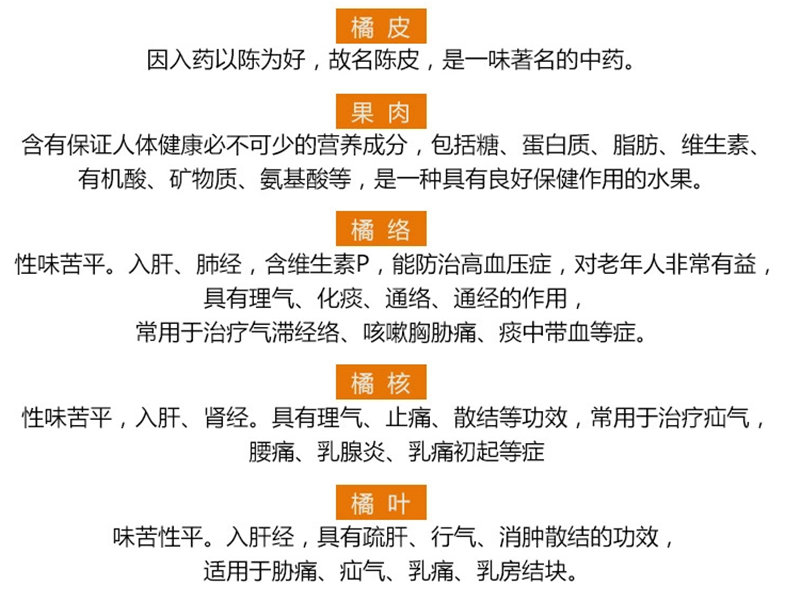 橘皮
因入药以陈为好，故名陈皮，是一味著名的中药。
果肉
含有保证人体健康必不可少的营养成分，包括糖、蛋白质、脂肪、维生素、
有机酸、矿物质、氨基酸等，是一种具有良好保健作用的水果。
橘络
性味苦平。入肝、肺经，含维生素P，能防治高血压症，对老年人非常有益，
具有理气、化痰、通络、通经的作用，
常用于治疗气滞经络、咳嗽胸胁痛、痰中带血等症。
橘核
性味苦平，入肝、肾经。具有理气、止痛、散结等功效，常用于治疗疝气，
腰痛、乳腺炎、乳痛初起等症
橘叶
味苦性平。入肝经，具有疏肝、行气、消肿散结的功效，
适用于胁痛、疝气、乳痛、乳房结块。